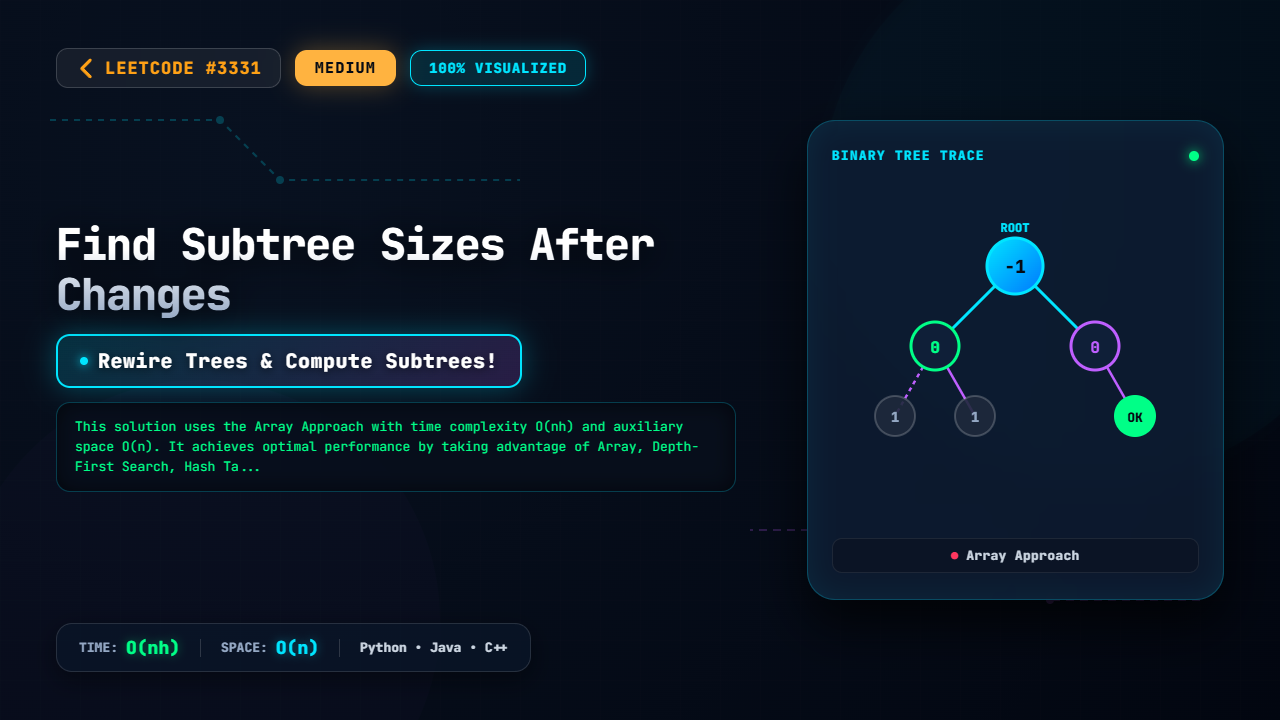 LEETCODE #3331
MEDIUM
100% VISUALIZED
Find Subtree Sizes After
Changes
Rewire Trees & Compute Subtrees!
This solution uses the Array Approach with time complexity O(nh) and auxiliary
space O(n). It achieves optimal performance by taking advantage of Array, Depth-
First Search, Hash Ta...
TIME: O(nh)
SPACE: O(n)
Python • Java • C++
BINARY TREE TRACE
ROOT
-1
0
0
1
1
OK
Array Approach